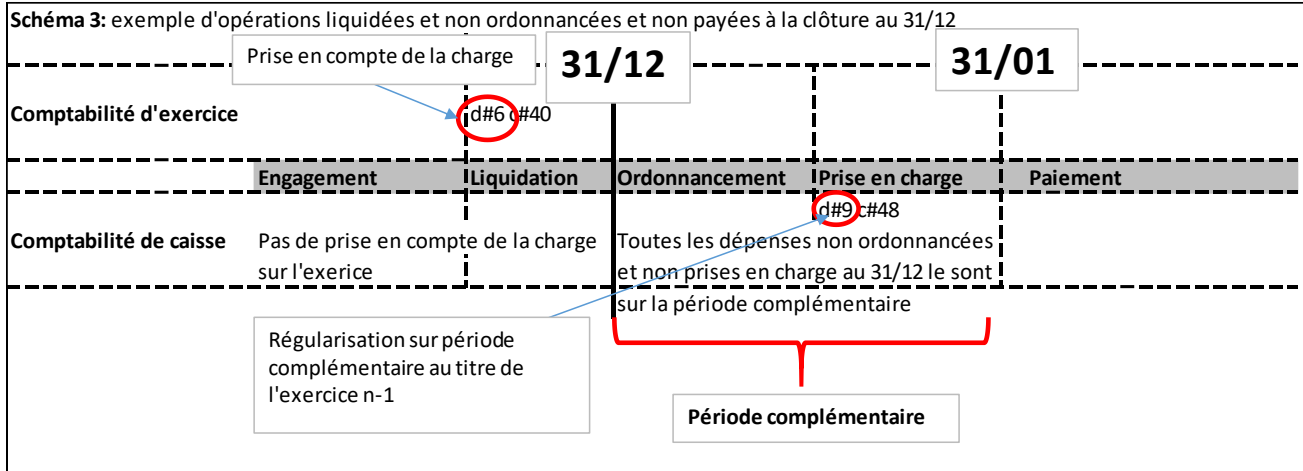 Schéma 3: exemple d'opérations liquidées et non ordonnancées et non payées à la clôture au 31/12
Prise en compte de la charge
31/12
31/01
Comptabilité d'exercice
d#6 c#40
Engagement Liquidation Ordonnancement Prise en charge Paiement
d#9 c#48
Comptabilité de caisse
Pas de prise en compte de la charge
sur l'exerice
Toutes les dépenses non ordonnancées
et non prises en charge au 31/12 le sont
sur la période complémentaire
Régularisation sur période
complémentaire au titre de
l'exercice n-1
Période complémentaire